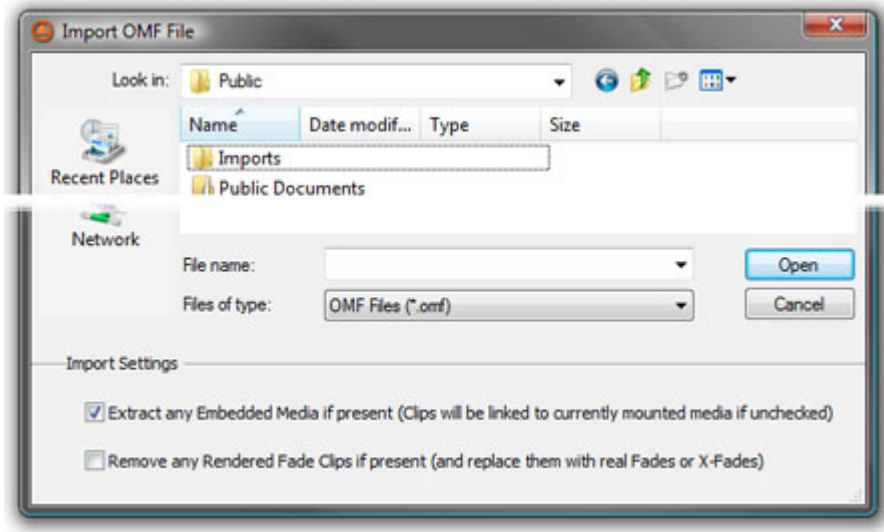 Import OMF File
Look in: Public
Name Date modif... Type Size
Imports
Recent Places
Public Documents
Network
File name: Open
Files of type: OMF Files (*.omf) Cancel
Import Settings
Extract any Embedded Media if present (Clips will be linked to currently mounted media if unchecked)
Remove any Rendered Fade Clips if present (and replace them with real Fades or X-Fades)